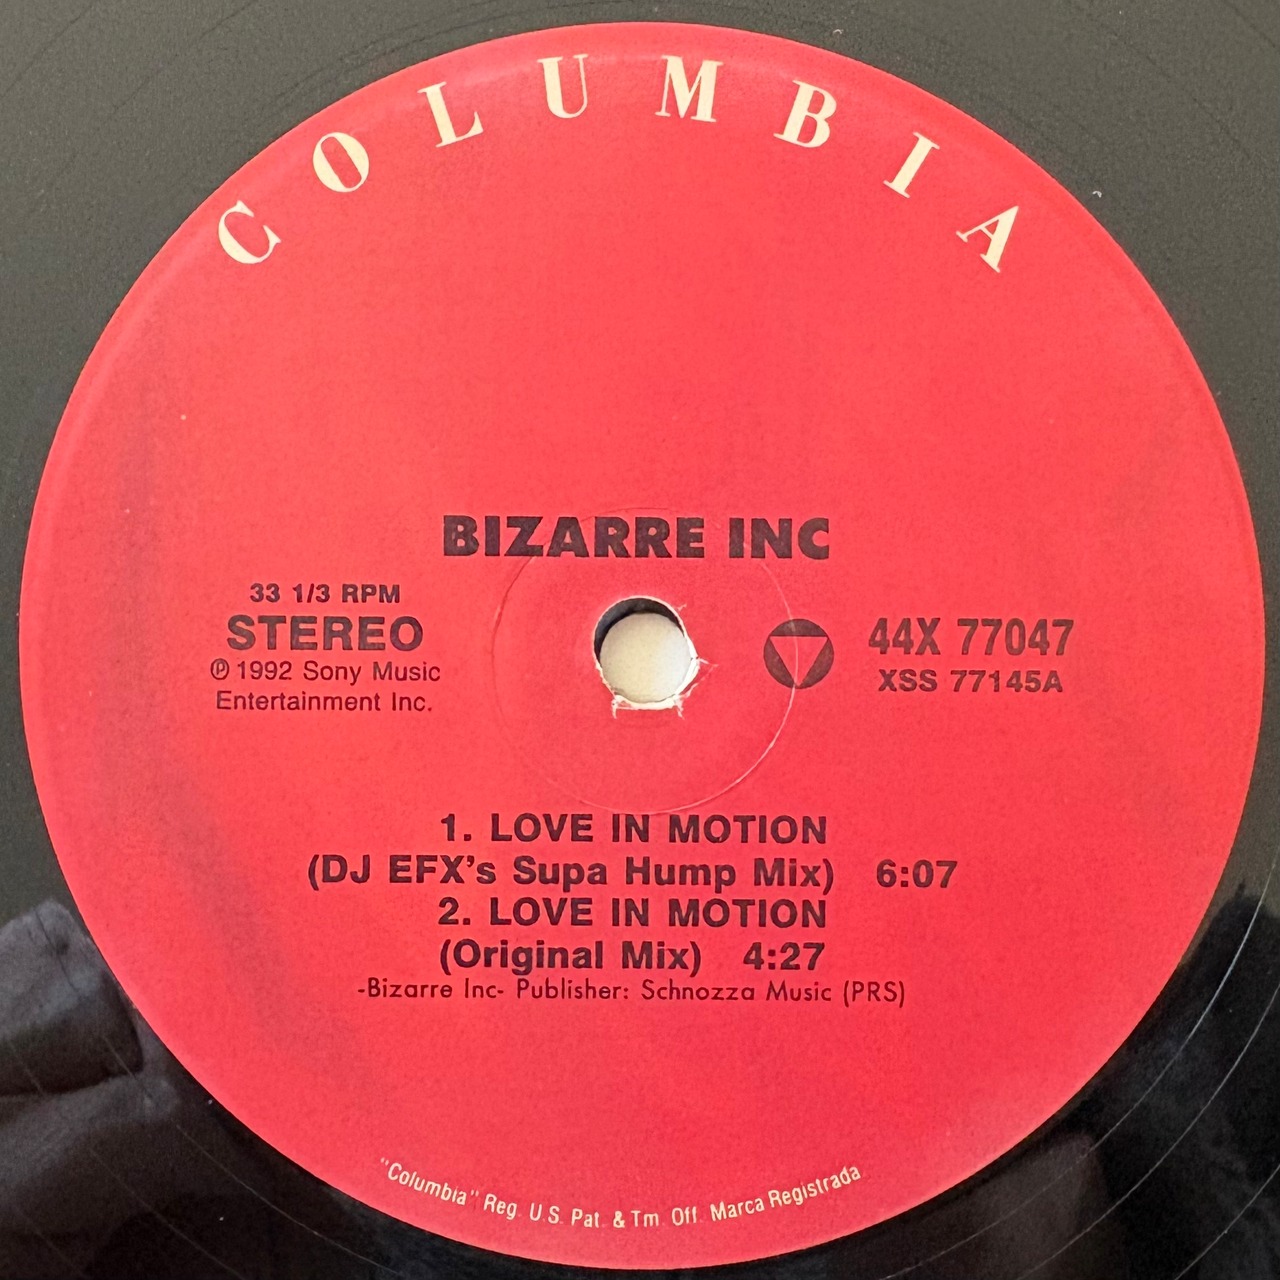 COLUMBIA
BIZARRE INC
33 1/3 RPM
STEREO
℗ 1992 Sony Music
Entertainment Inc.
44X 77047
XSS 77145A
1. LOVE IN MOTION
(DJ EFX's Supa Hump Mix) 6:07
2. LOVE IN MOTION
(Original Mix) 4:27
-Bizarre Inc- Publisher: Schnozza Music (PRS)
"Columbia" Reg. U.S. Pat. & Tm. Off. Marca Registrada